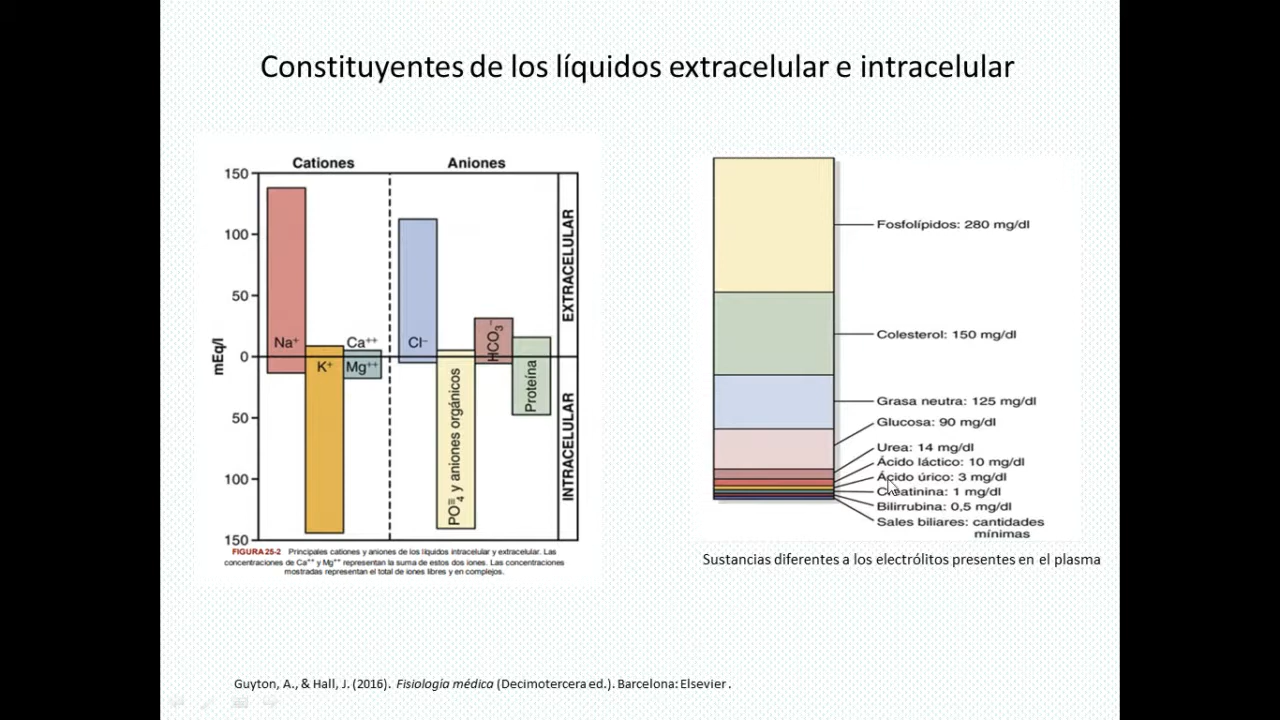 Constituyentes de los líquidos extracelular e intracelular
Cationes
Aniones
150
100
50
0
50
100
150
mEq/l
Na⁺
K⁺
Ca⁺⁺
Mg⁺⁺
Cl⁻
PO₄≡ y aniones orgánicos
HCO₃⁻
Proteína
EXTRACELULAR
INTRACELULAR
FIGURA 25-2 Principales cationes y aniones de los líquidos intracelular y extracelular. Las
concentraciones de Ca⁺⁺ y Mg⁺⁺ representan la suma de estos dos iones. Las concentraciones
mostradas representan el total de iones libres y en complejos.
Fosfolípidos: 280 mg/dl
Colesterol: 150 mg/dl
Grasa neutra: 125 mg/dl
Glucosa: 90 mg/dl
Urea: 14 mg/dl
Ácido láctico: 10 mg/dl
Ácido úrico: 3 mg/dl
Creatinina: 1 mg/dl
Bilirrubina: 0,5 mg/dl
Sales biliares: cantidades
mínimas
Sustancias diferentes a los electrólitos presentes en el plasma
Guyton, A., & Hall, J. (2016). Fisiología médica (Decimotercera ed.). Barcelona: Elsevier .